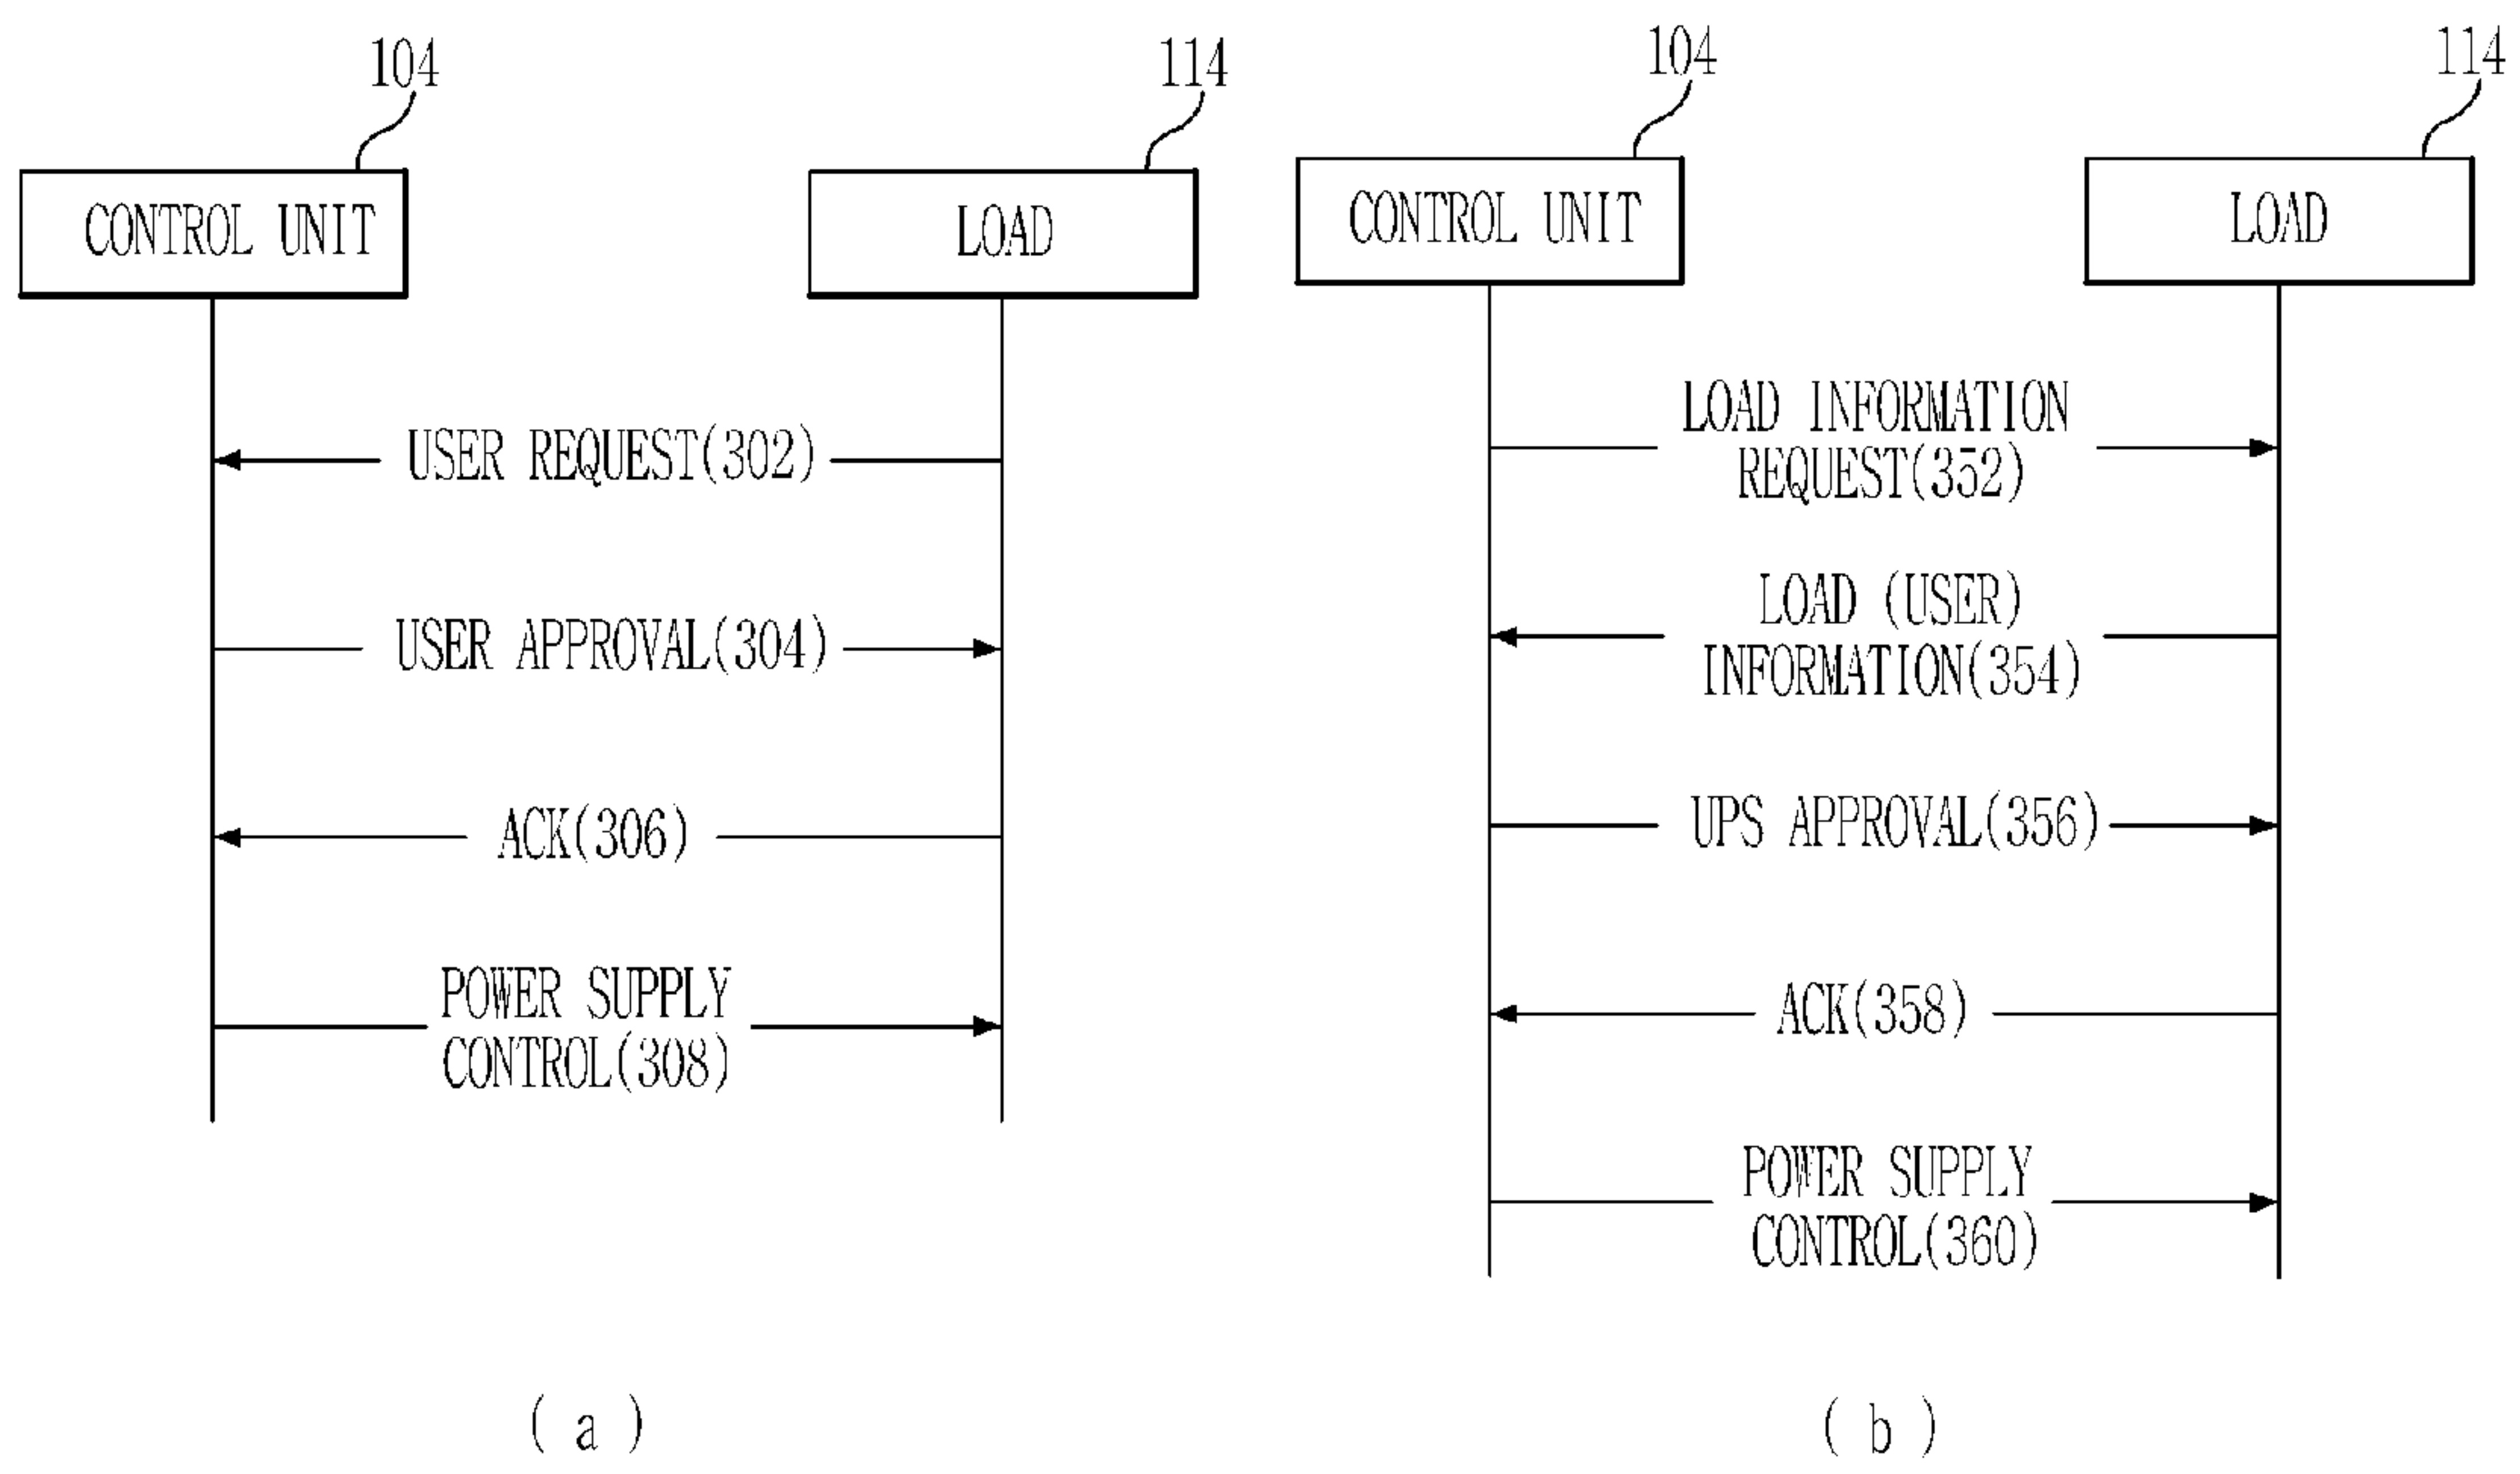 104
114
CONTROL UNIT
LOAD
USER REQUEST(302)
USER APPROVAL(304)
ACK(306)
POWER SUPPLY
CONTROL(308)
(a)
104
114
CONTROL UNIT
LOAD
LOAD INFORMATION
REQUEST(352)
LOAD (USER)
INFORMATION(354)
UPS APPROVAL(356)
ACK(358)
POWER SUPPLY
CONTROL(360)
(b)